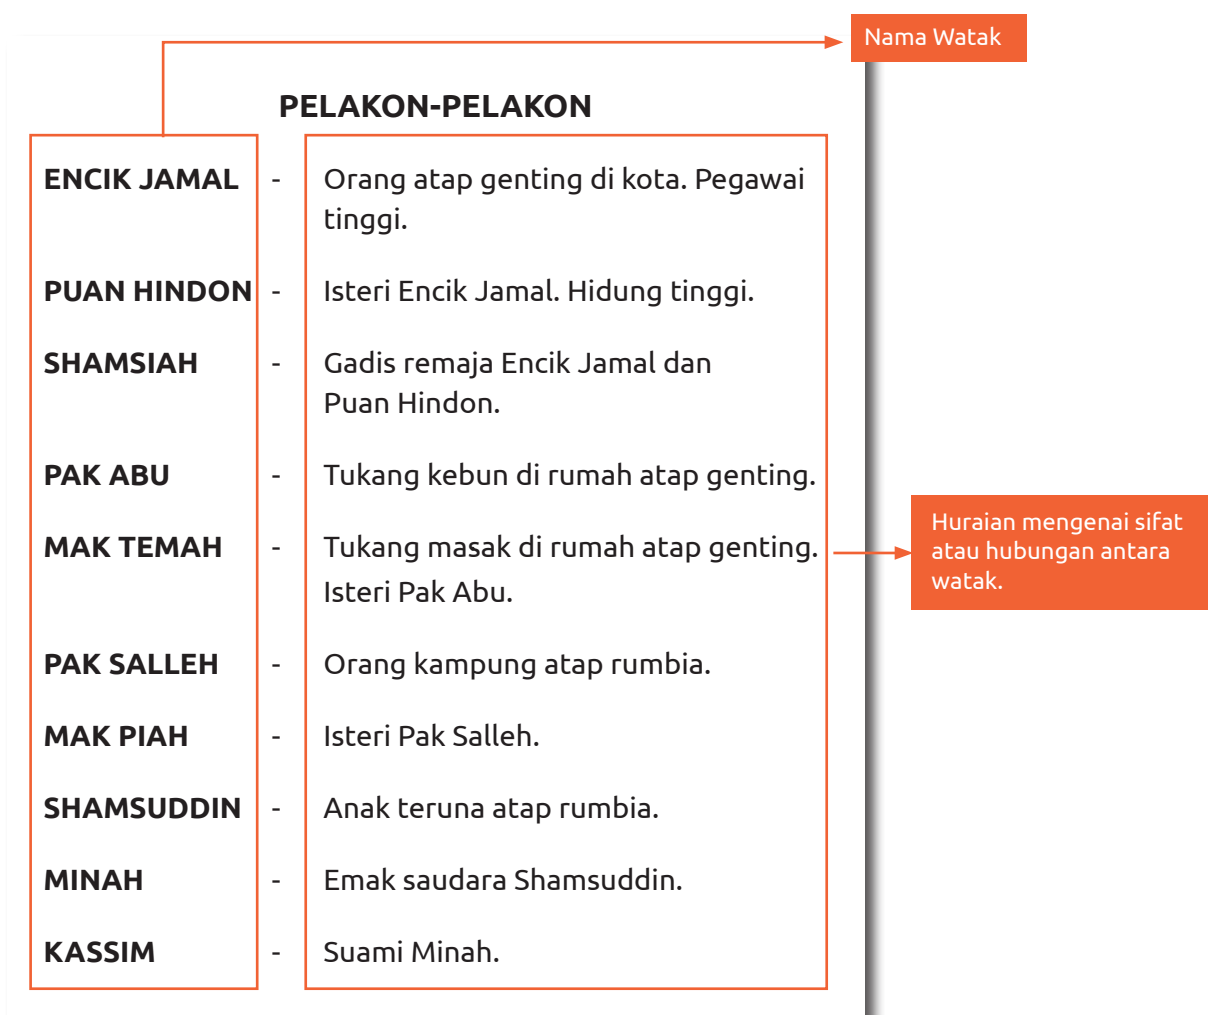 Nama Watak
PELAKON-PELAKON
ENCIK JAMAL - Orang atap genting di kota. Pegawai
tinggi.
PUAN HINDON - Isteri Encik Jamal. Hidung tinggi.
SHAMSIAH - Gadis remaja Encik Jamal dan
Puan Hindon.
PAK ABU - Tukang kebun di rumah atap genting.
MAK TEMAH - Tukang masak di rumah atap genting.
Isteri Pak Abu.
PAK SALLEH - Orang kampung atap rumbia.
MAK PIAH - Isteri Pak Salleh.
SHAMSUDDIN - Anak teruna atap rumbia.
MINAH - Emak saudara Shamsuddin.
KASSIM - Suami Minah.
Huraian mengenai sifat
atau hubungan antara
watak.